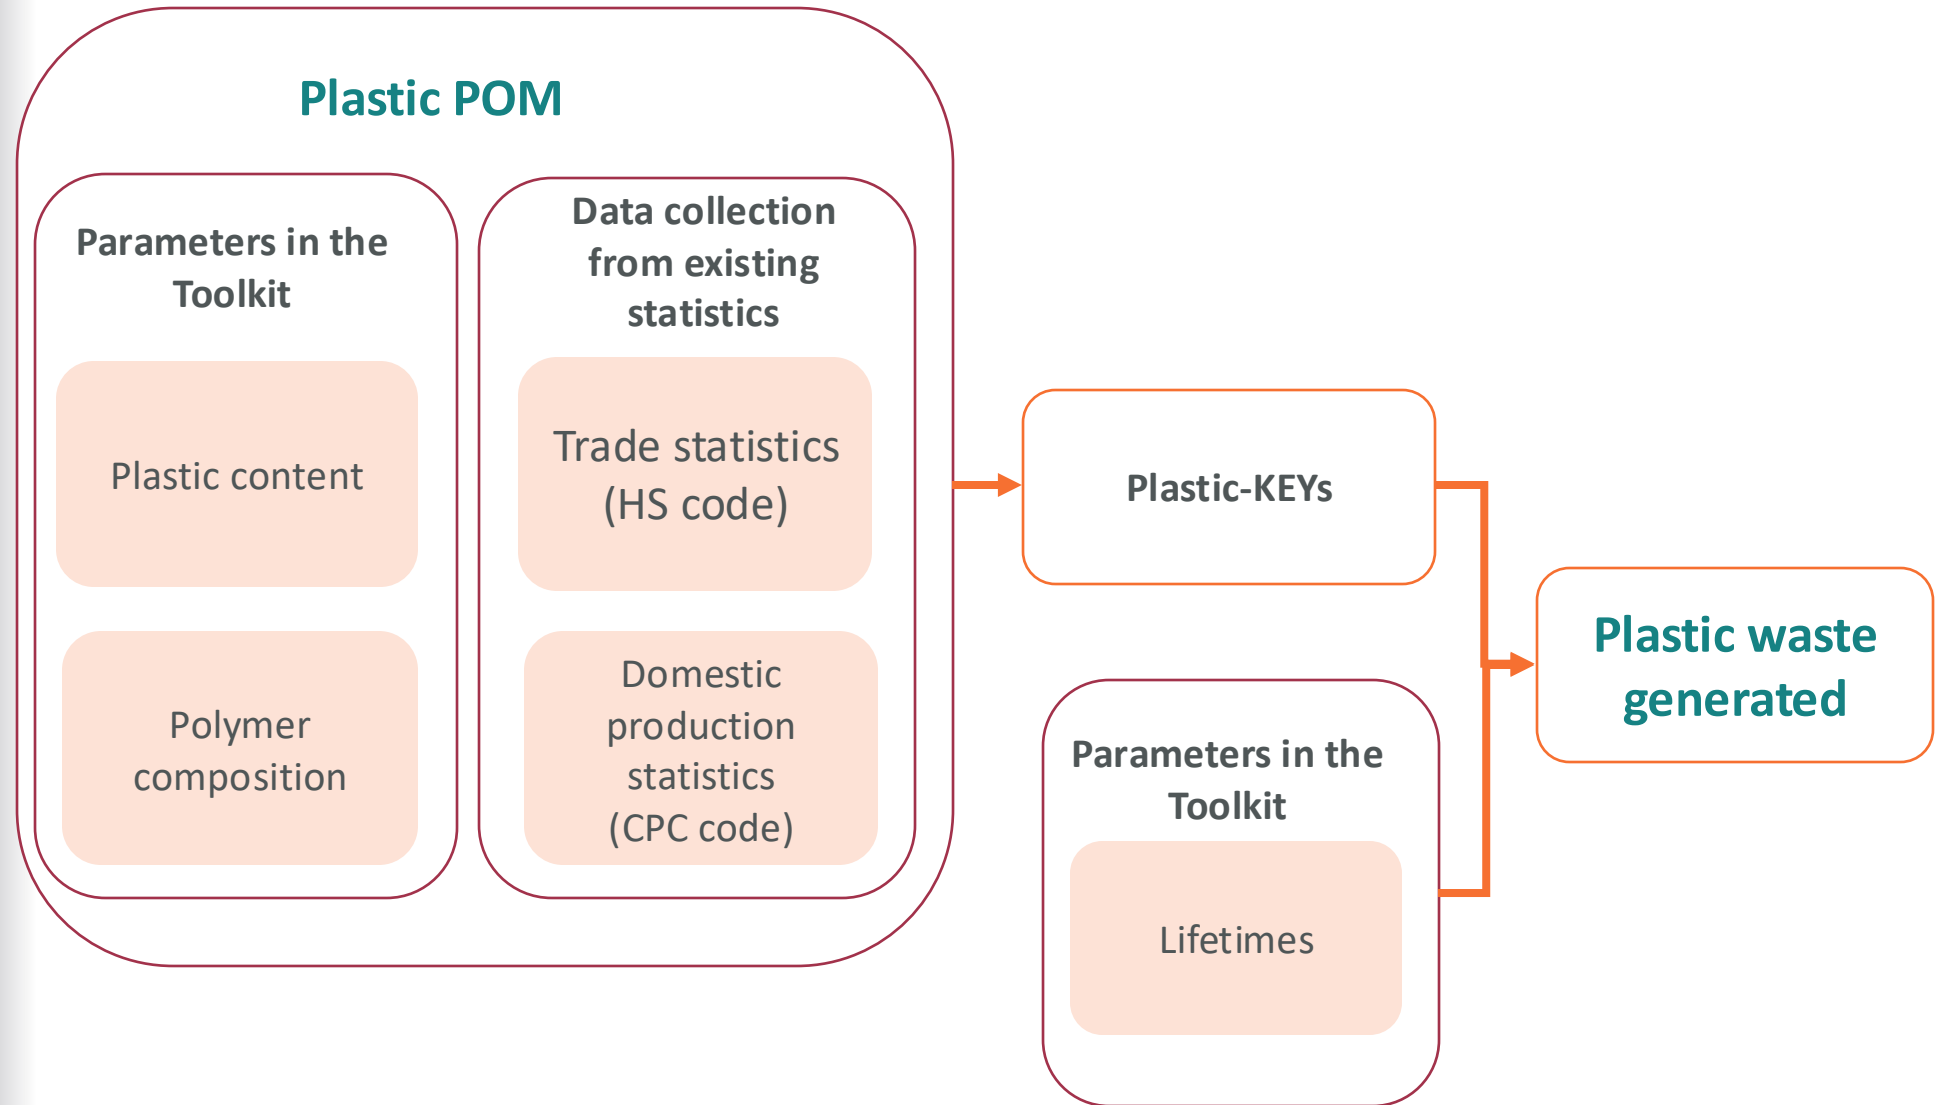 Plastic POM
Parameters in the
Toolkit
Plastic content
Polymer
composition
Data collection
from existing
statistics
Trade statistics
(HS code)
Domestic
production
statistics
(CPC code)
Plastic-KEYs
Parameters in the
Toolkit
Lifetimes
Plastic waste
generated